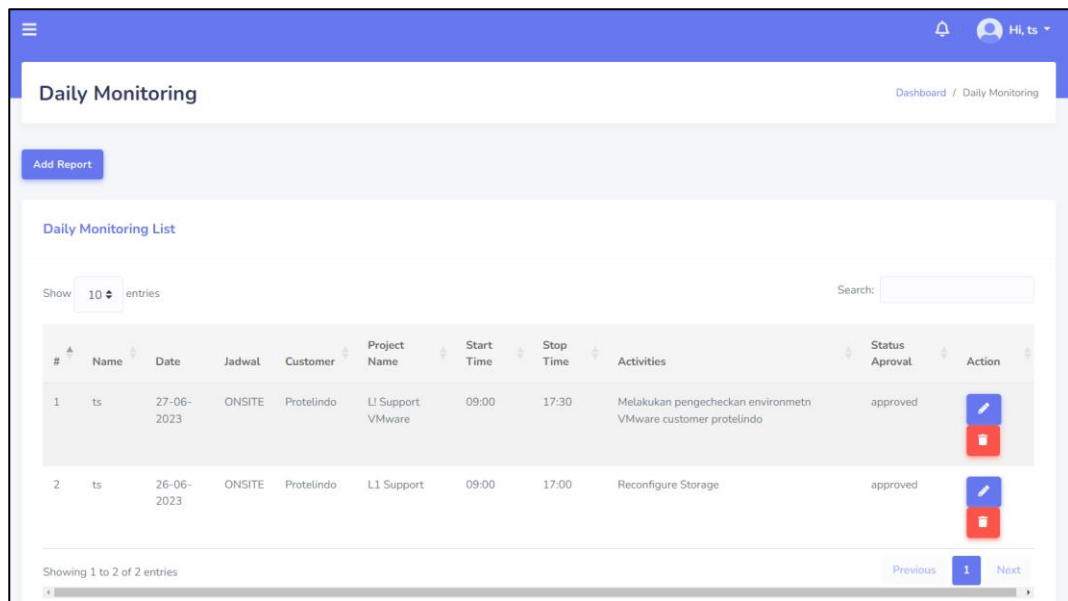 Hi, ts
Daily Monitoring
Dashboard / Daily Monitoring
Add Report
Daily Monitoring List
Show 10 entries
Search:
# Name Date Jadwal Customer Project Name Start Time Stop Time Activities Status Aproval Action
1 ts 27-06-2023 ONSITE Protelindo L! Support VMware 09:00 17:30 Melakukan pengecheckan environmetn VMware customer protelindo approved
2 ts 26-06-2023 ONSITE Protelindo L1 Support 09:00 17:00 Reconfigure Storage approved
Showing 1 to 2 of 2 entries
Previous 1 Next